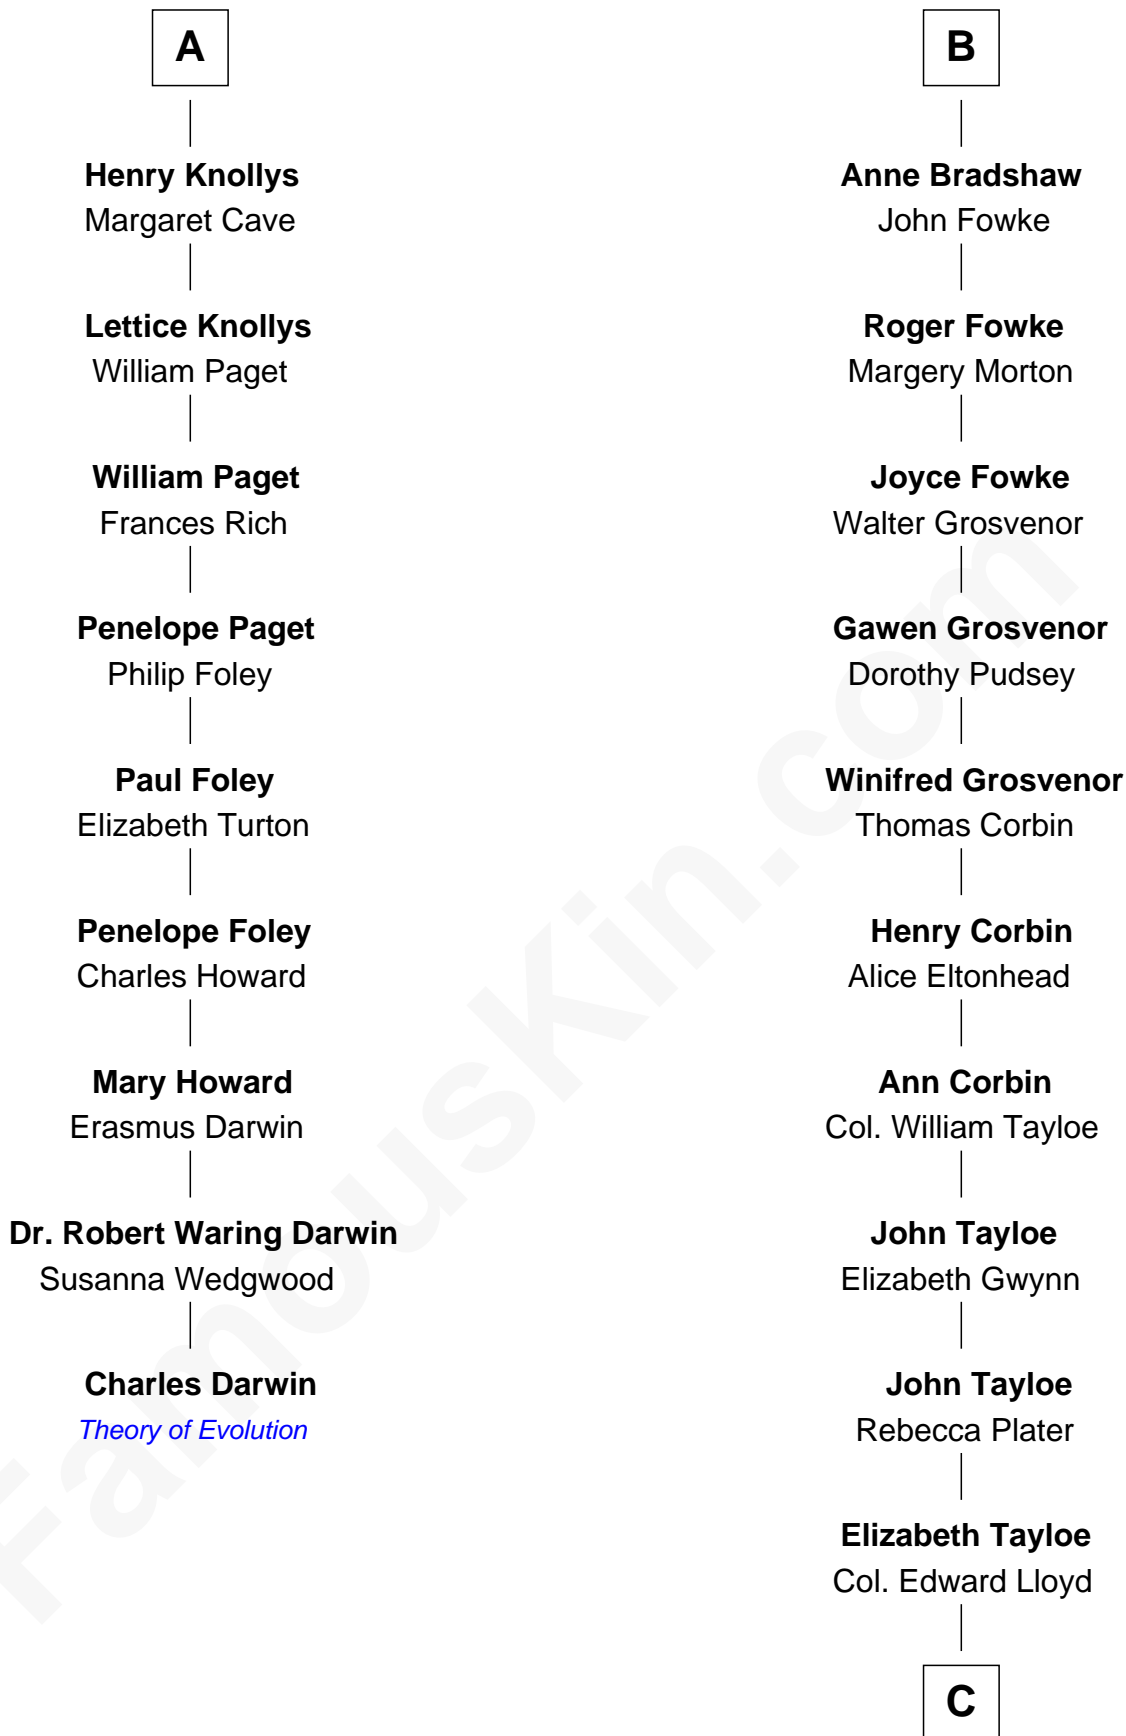 A
Henry Knollys
Margaret Cave
Lettice Knollys
William Paget
William Paget
Frances Rich
Penelope Paget
Philip Foley
Paul Foley
Elizabeth Turton
Penelope Foley
Charles Howard
Mary Howard
Erasmus Darwin
Dr. Robert Waring Darwin
Susanna Wedgwood
Charles Darwin
Theory of Evolution
B
Anne Bradshaw
John Fowke
Roger Fowke
Margery Morton
Joyce Fowke
Walter Grosvenor
Gawen Grosvenor
Dorothy Pudsey
Winifred Grosvenor
Thomas Corbin
Henry Corbin
Alice Eltonhead
Ann Corbin
Col. William Tayloe
John Tayloe
Elizabeth Gwynn
John Tayloe
Rebecca Plater
Elizabeth Tayloe
Col. Edward Lloyd
C
FamousKin.com